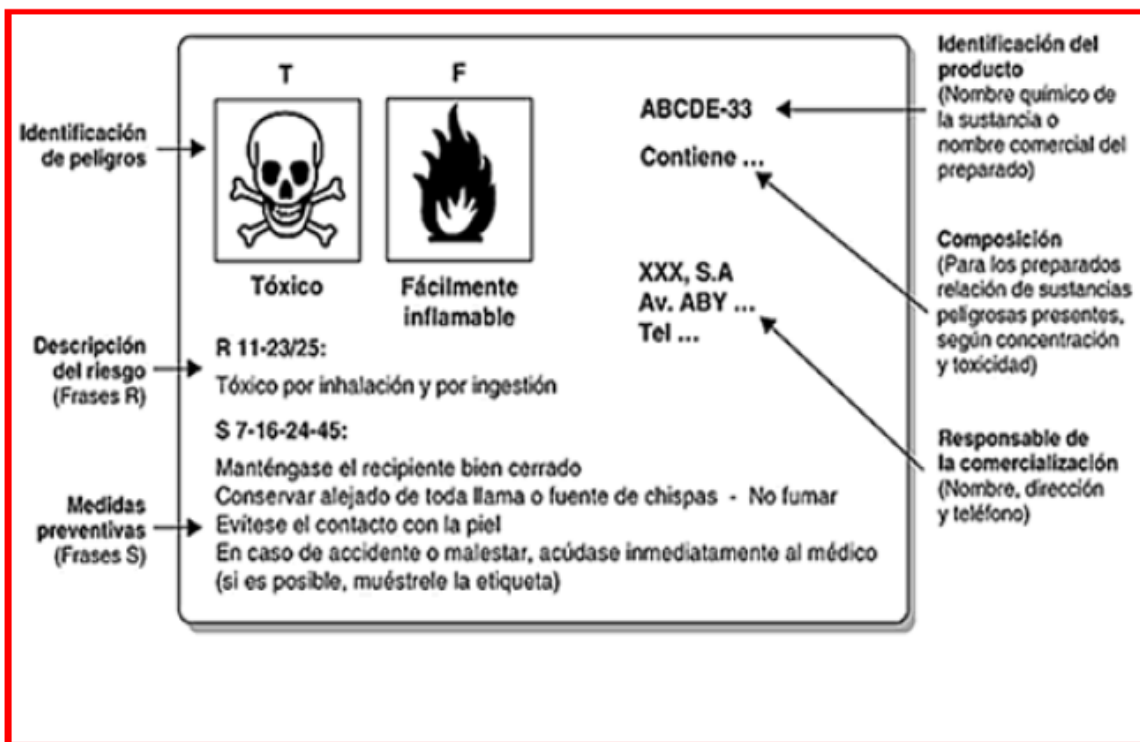 Identificación
de peligros
Descripción
del riesgo
(Frases R)
Medidas
preventivas
(Frases S)
T
F
Tóxico
Fácilmente
inflamable
R 11-23/25:
Tóxico por inhalación y por ingestión
S 7-16-24-45:
Manténgase el recipiente bien cerrado
Conservar alejado de toda llama o fuente de chispas - No fumar
Evítese el contacto con la piel
En caso de accidente o malestar, acúdase inmediatamente al médico
(si es posible, muéstrele la etiqueta)
ABCDE-33
Contiene ...
XXX, S.A
Av. ABY ...
Tel ...
Identificación del
producto
(Nombre químico de
la sustancia o
nombre comercial del
preparado)
Composición
(Para los preparados
relación de sustancias
peligrosas presentes,
según concentración
y toxicidad)
Responsable de
la comercialización
(Nombre, dirección
y teléfono)